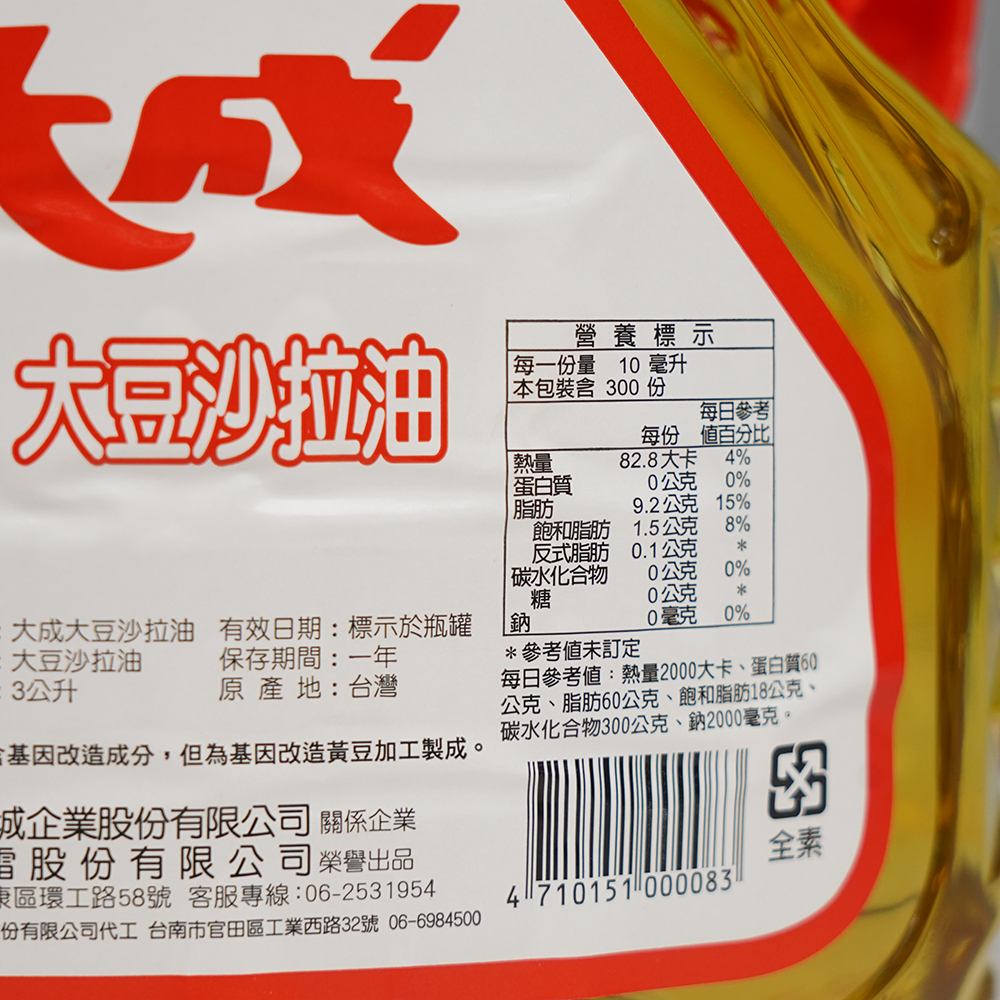 大成
大豆沙拉油
營養標示
每一份量 10 毫升
本包裝含 300 份
每份 每日參考值百分比
熱量 82.8大卡 4%
蛋白質 0公克 0%
脂肪 9.2公克 15%
飽和脂肪 1.5公克 8%
反式脂肪 0.1公克 *
碳水化合物 0公克 0%
糖 0公克 *
鈉 0毫克 0%
*參考值未訂定
每日參考值：熱量2000大卡、蛋白質60
公克、脂肪60公克、飽和脂肪18公克、
碳水化合物300公克、鈉2000毫克。
：大成大豆沙拉油 有效日期：標示於瓶罐
：大豆沙拉油 保存期間：一年
：3公升 原產地：台灣
含基因改造成分，但為基因改造黃豆加工製成。
成企業股份有限公司 關係企業
股份有限公司 榮譽出品
康區環工路58號 客服專線：06-2531954
份有限公司代工 台南市官田區工業西路32號 06-6984500
4 710151 000083
全素